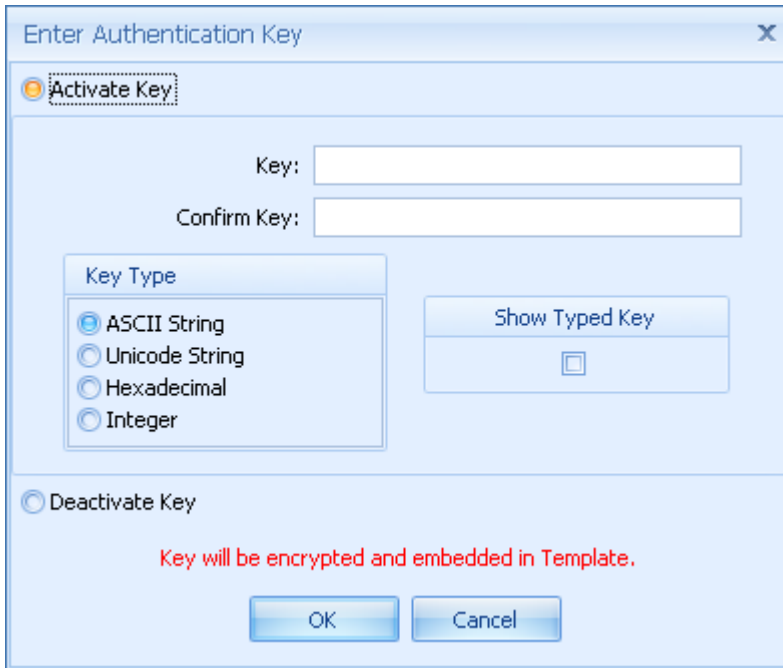 Enter Authentication Key
Activate Key
Key:
Confirm Key:
Key Type
ASCII String
Unicode String
Hexadecimal
Integer
Show Typed Key
Deactivate Key
Key will be encrypted and embedded in Template.
OK Cancel